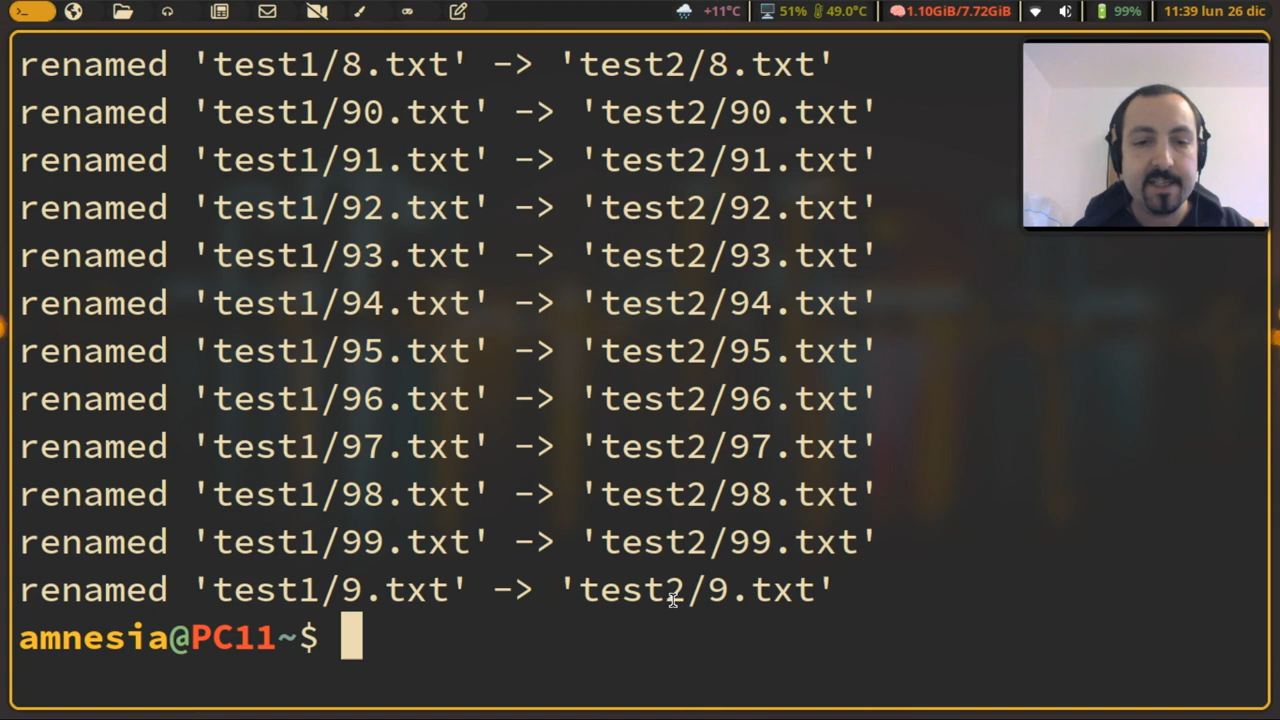 >_ +11°C 51% 49.0°C 1.10GiB/7.72GiB 99% 11:39 lun 26 dic
renamed 'test1/8.txt' -> 'test2/8.txt'
renamed 'test1/90.txt' -> 'test2/90.txt'
renamed 'test1/91.txt' -> 'test2/91.txt'
renamed 'test1/92.txt' -> 'test2/92.txt'
renamed 'test1/93.txt' -> 'test2/93.txt'
renamed 'test1/94.txt' -> 'test2/94.txt'
renamed 'test1/95.txt' -> 'test2/95.txt'
renamed 'test1/96.txt' -> 'test2/96.txt'
renamed 'test1/97.txt' -> 'test2/97.txt'
renamed 'test1/98.txt' -> 'test2/98.txt'
renamed 'test1/99.txt' -> 'test2/99.txt'
renamed 'test1/9.txt' -> 'test2/9.txt'
amnesia@PC11~$